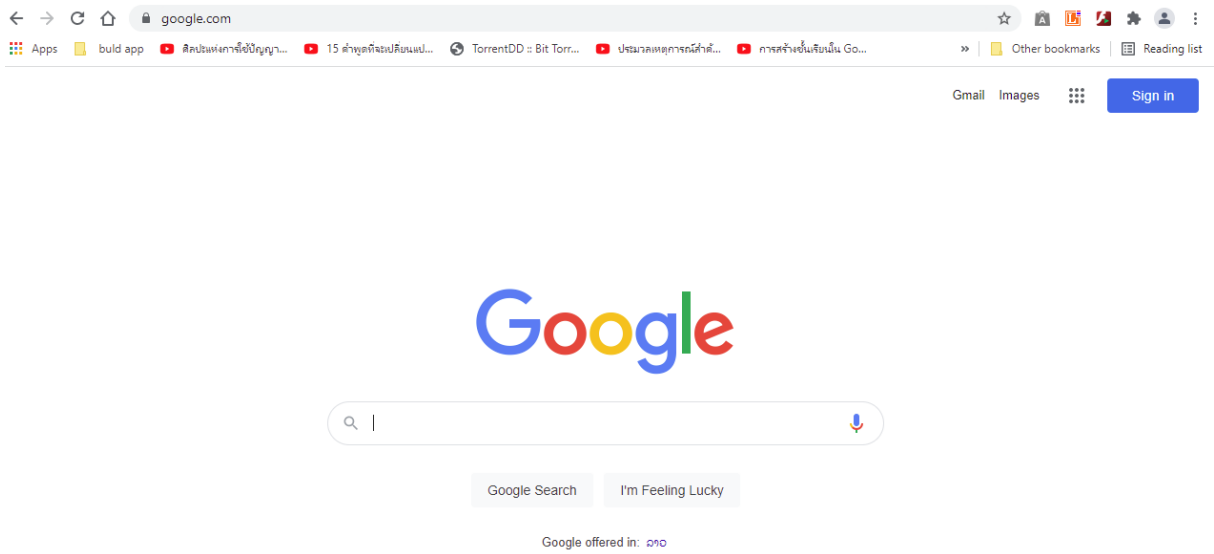 google.com
Apps buld app ศิลปะแห่งการใช้ปัญญา... 15 คำพูดที่จะเปลี่ยนแป... TorrentDD :: Bit Torr... ประมวลเหตุการณ์สำคั... การสร้างชั้นเรียนใน Go... » Other bookmarks Reading list
Gmail Images Sign in
Google
Google Search I'm Feeling Lucky
Google offered in: ລາວ